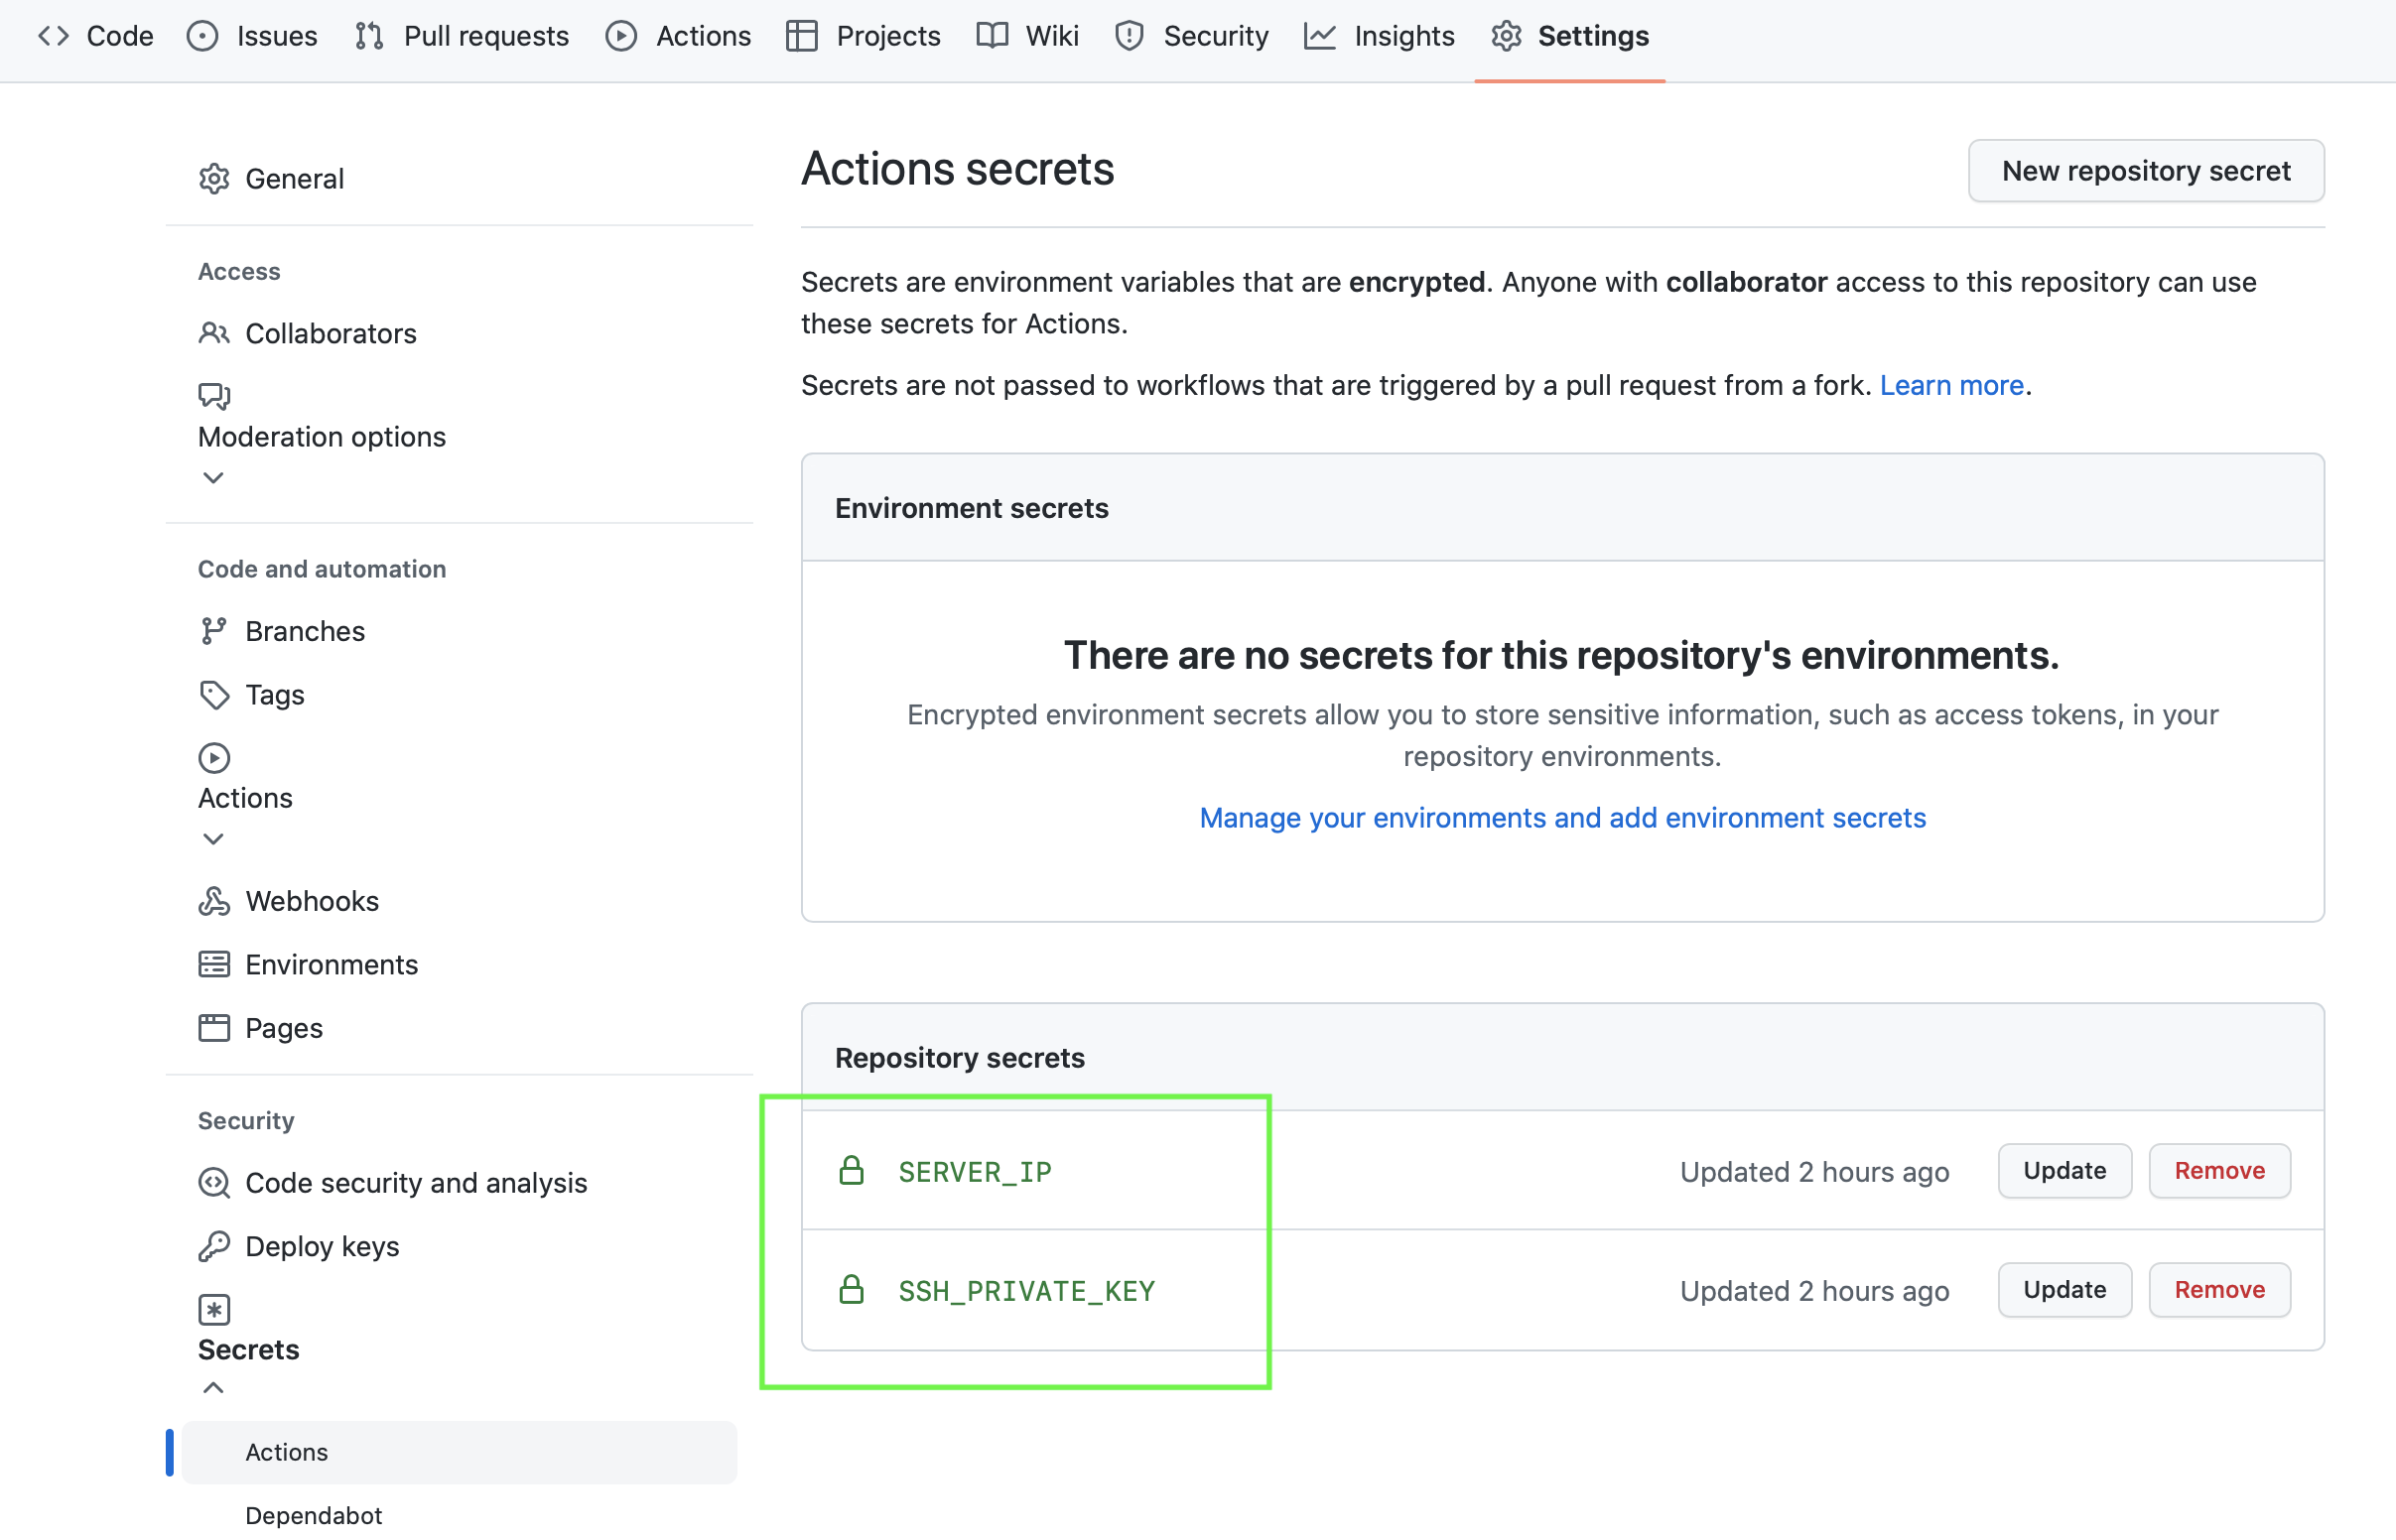 Code Issues Pull requests Actions Projects Wiki Security Insights Settings
General
Access
Collaborators
Moderation options
Code and automation
Branches
Tags
Actions
Webhooks
Environments
Pages
Security
Code security and analysis
Deploy keys
Secrets
Actions
Dependabot
Actions secrets
New repository secret
Secrets are environment variables that are encrypted. Anyone with collaborator access to this repository can use
these secrets for Actions.
Secrets are not passed to workflows that are triggered by a pull request from a fork. Learn more.
Environment secrets
There are no secrets for this repository's environments.
Encrypted environment secrets allow you to store sensitive information, such as access tokens, in your
repository environments.
Manage your environments and add environment secrets
Repository secrets
SERVER_IP Updated 2 hours ago Update Remove
SSH_PRIVATE_KEY Updated 2 hours ago Update Remove